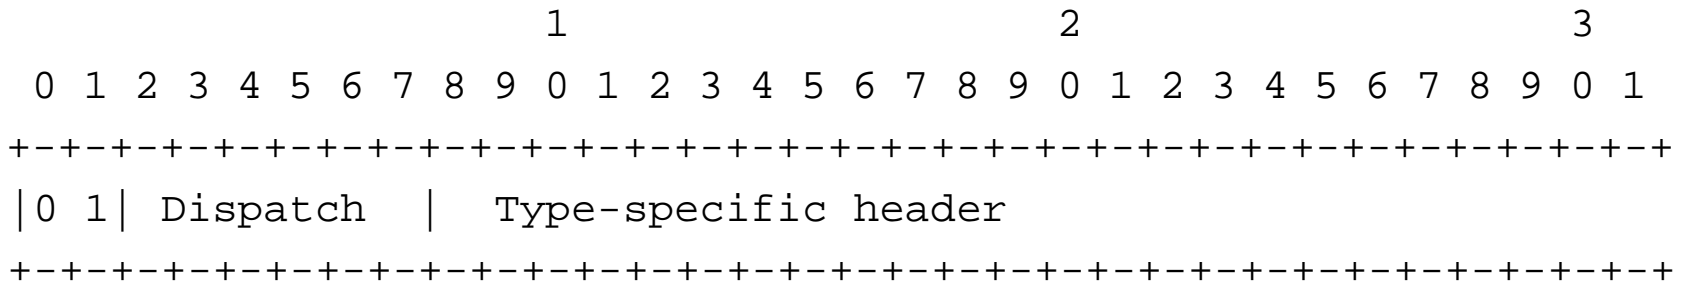 1                   2                   3
 0 1 2 3 4 5 6 7 8 9 0 1 2 3 4 5 6 7 8 9 0 1 2 3 4 5 6 7 8 9 0 1
+-+-+-+-+-+-+-+-+-+-+-+-+-+-+-+-+-+-+-+-+-+-+-+-+-+-+-+-+-+-+-+-+
|0 1| Dispatch  |  Type-specific header
+-+-+-+-+-+-+-+-+-+-+-+-+-+-+-+-+-+-+-+-+-+-+-+-+-+-+-+-+-+-+-+-+